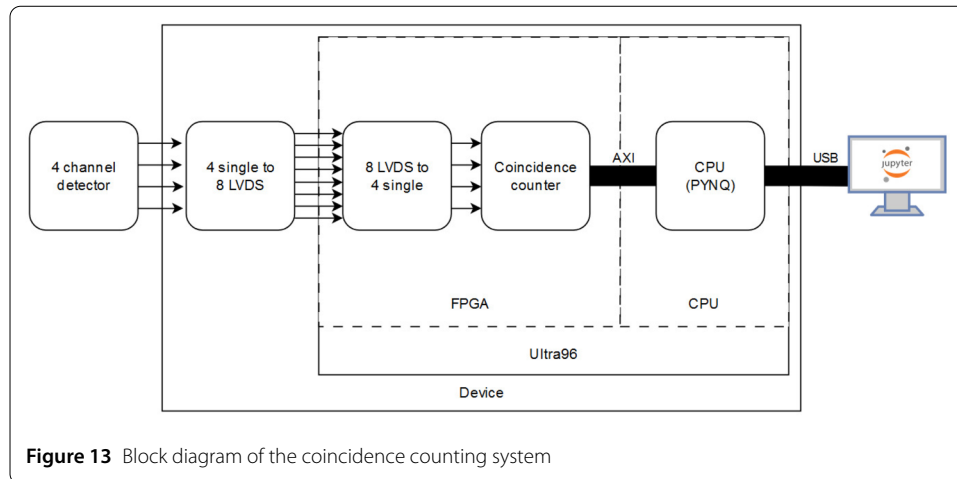 4 channel
detector
4 single to
8 LVDS
8 LVDS to
4 single
Coincidence
counter
AXI
CPU
(PYNQ)
USB
jupyter
FPGA
CPU
Ultra96
Device
Figure 13 Block diagram of the coincidence counting system